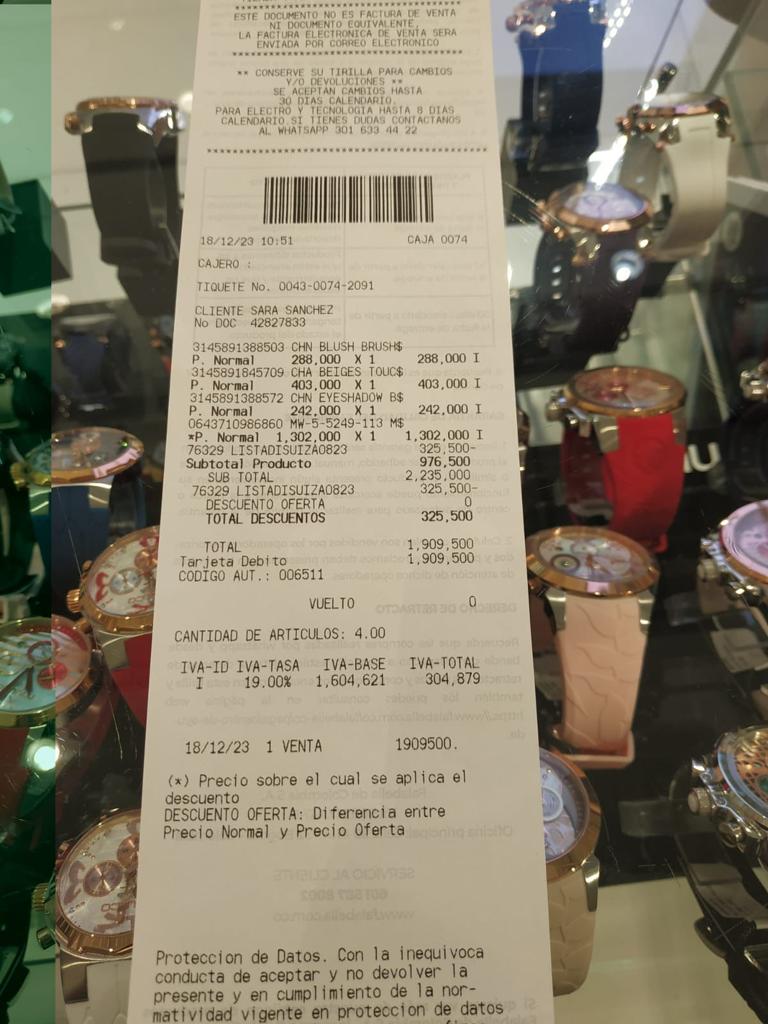 ESTE DOCUMENTO NO ES FACTURA DE VENTA
NI DOCUMENTO EQUIVALENTE,
LA FACTURA ELECTRONICA DE VENTA SERA
ENVIADA POR CORREO ELECTRONICO
** CONSERVE SU TIRILLA PARA CAMBIOS
Y/O DEVOLUCIONES **
SE ACEPTAN CAMBIOS HASTA
30 DIAS CALENDARIO.
PARA ELECTRO Y TECNOLOGIA HASTA 8 DIAS
CALENDARIO.SI TIENES DUDAS CONTACTANOS
AL WHATSAPP 301 633 44 22
18/12/23 10:51 CAJA 0074
CAJERO :
TIQUETE No. 0043-0074-2091
CLIENTE SARA SANCHEZ
No DOC 42827833
3145891388503 CHN BLUSH BRUSH$
P. Normal 288,000 X 1 288,000 I
3145891845709 CHA BEIGES TOUC$
P. Normal 403,000 X 1 403,000 I
3145891388572 CHN EYESHADOW B$
P. Normal 242,000 X 1 242,000 I
0643710986860 MW-5-5249-113 M$
*P. Normal 1,302,000 X 1 1,302,000 I
76329 LISTADISUIZA0823 325,500-
Subtotal Producto 976,500
SUB TOTAL 2,235,000
76329 LISTADISUIZA0823 325,500-
DESCUENTO OFERTA 0
TOTAL DESCUENTOS 325,500
TOTAL 1,909,500
Tarjeta Debito 1,909,500
CODIGO AUT.: 006511
VUELTO 0
CANTIDAD DE ARTICULOS: 4.00
IVA-ID IVA-TASA IVA-BASE IVA-TOTAL
I 19.00% 1,604,621 304,879
18/12/23 1 VENTA 1909500.
(*) Precio sobre el cual se aplica el
descuento
DESCUENTO OFERTA: Diferencia entre
Precio Normal y Precio Oferta
Proteccion de Datos. Con la inequivoca
conducta de aceptar y no devolver la
presente y en cumplimiento de la nor-
matividad vigente en proteccion de datos